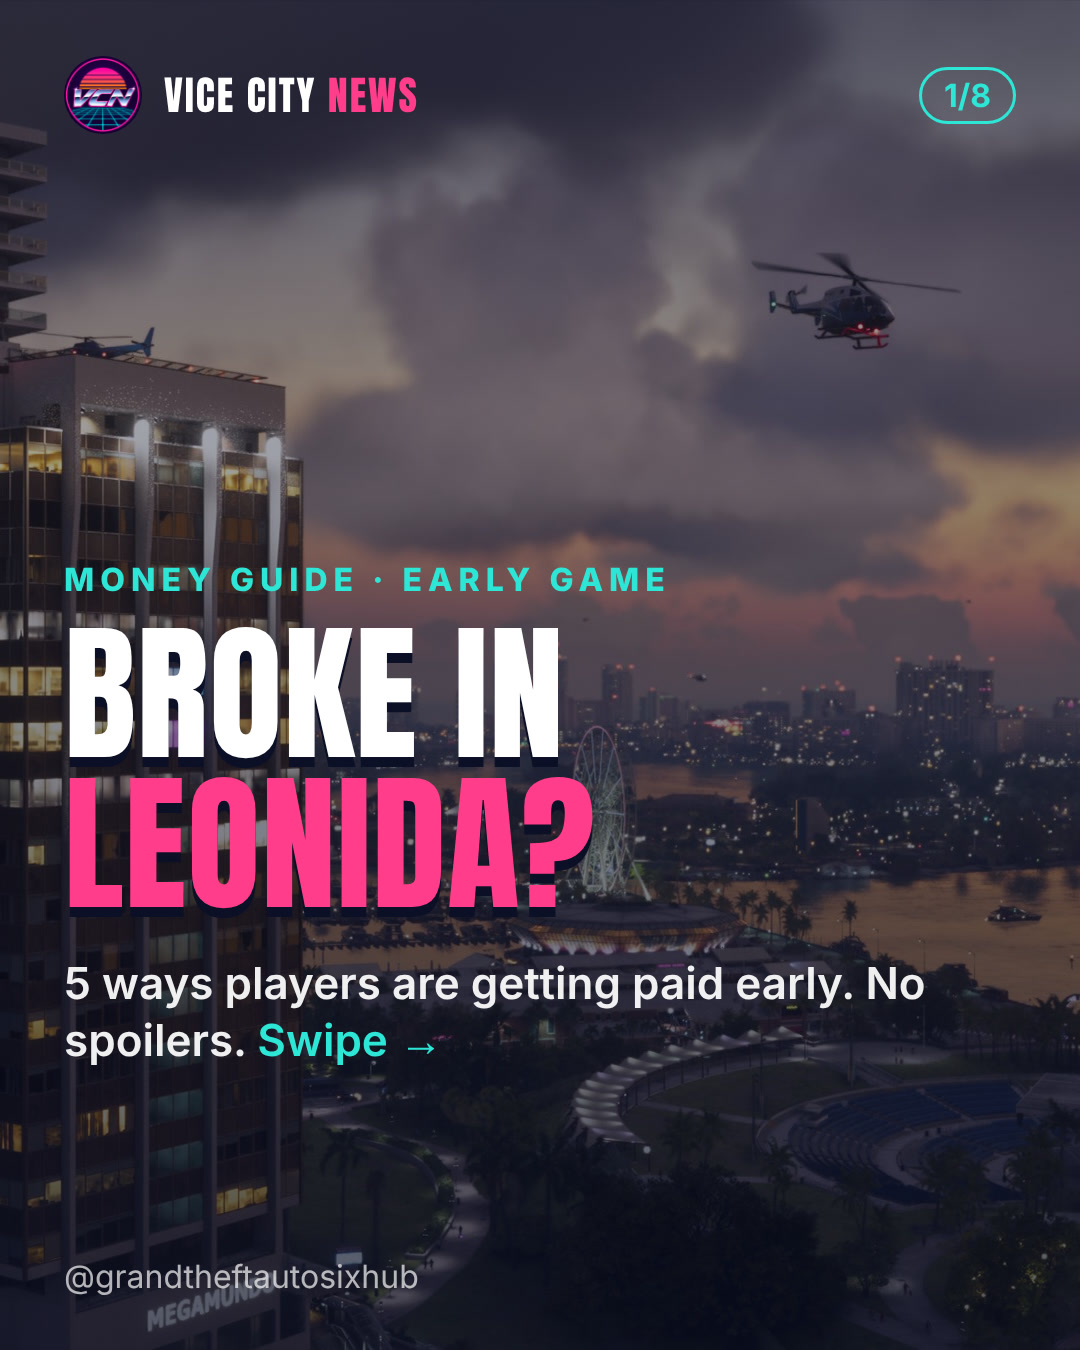 VCN
VICE CITY NEWS
1/8
MONEY GUIDE · EARLY GAME
BROKE IN
LEONIDA?
5 ways players are getting paid early. No
spoilers. Swipe →
@grandtheftautosixhub
MEGAMUNDO